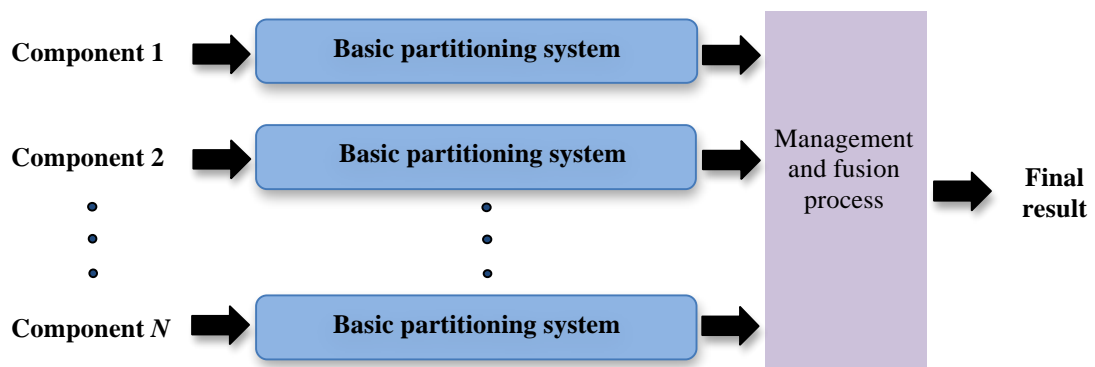 Component 1
Basic partitioning system
Component 2
Basic partitioning system
Component N
Basic partitioning system
Management
and fusion
process
Final
result